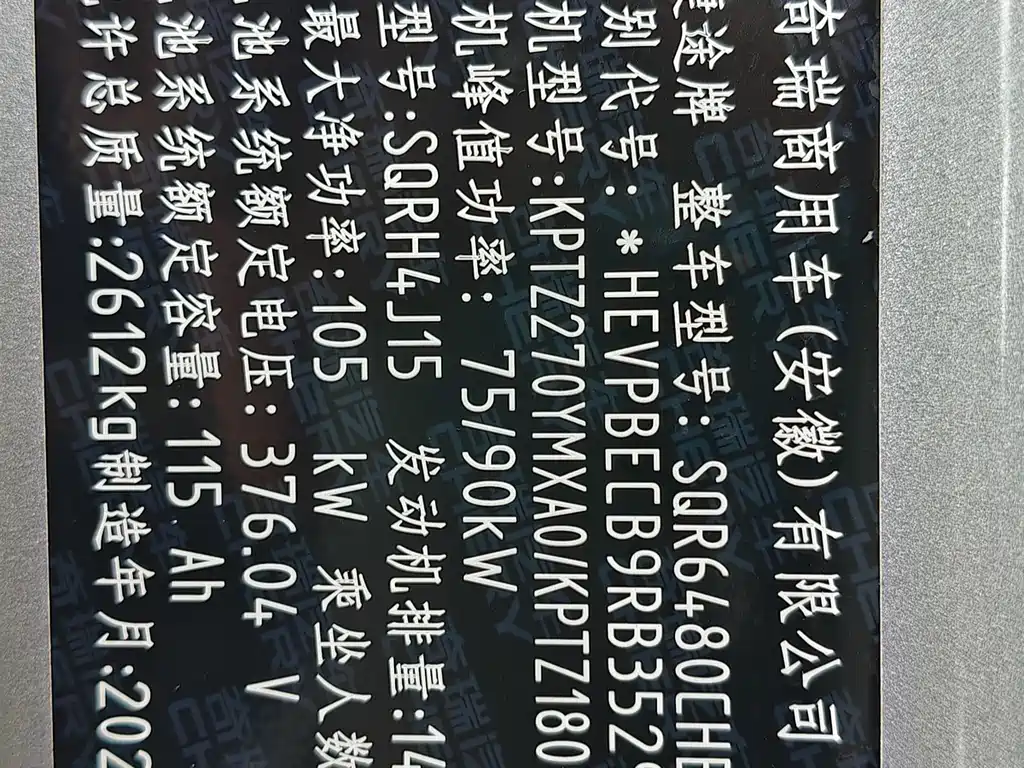 奇瑞商用车(安徽)有限公司
途牌 整车型号:SQR6480CHE
别代号:*HEVPBECB9RB352
机型号:KPTZ270YMXA0/KPTZ180
机峰值功率: 75/90kW
型号:SQRH4J15 发动机排量:14
最大净功率:105 kW 乘坐人数
池系统额定电压:376.04 V
池系统额定容量:115 Ah
许总质量:2612kg制造年月:202